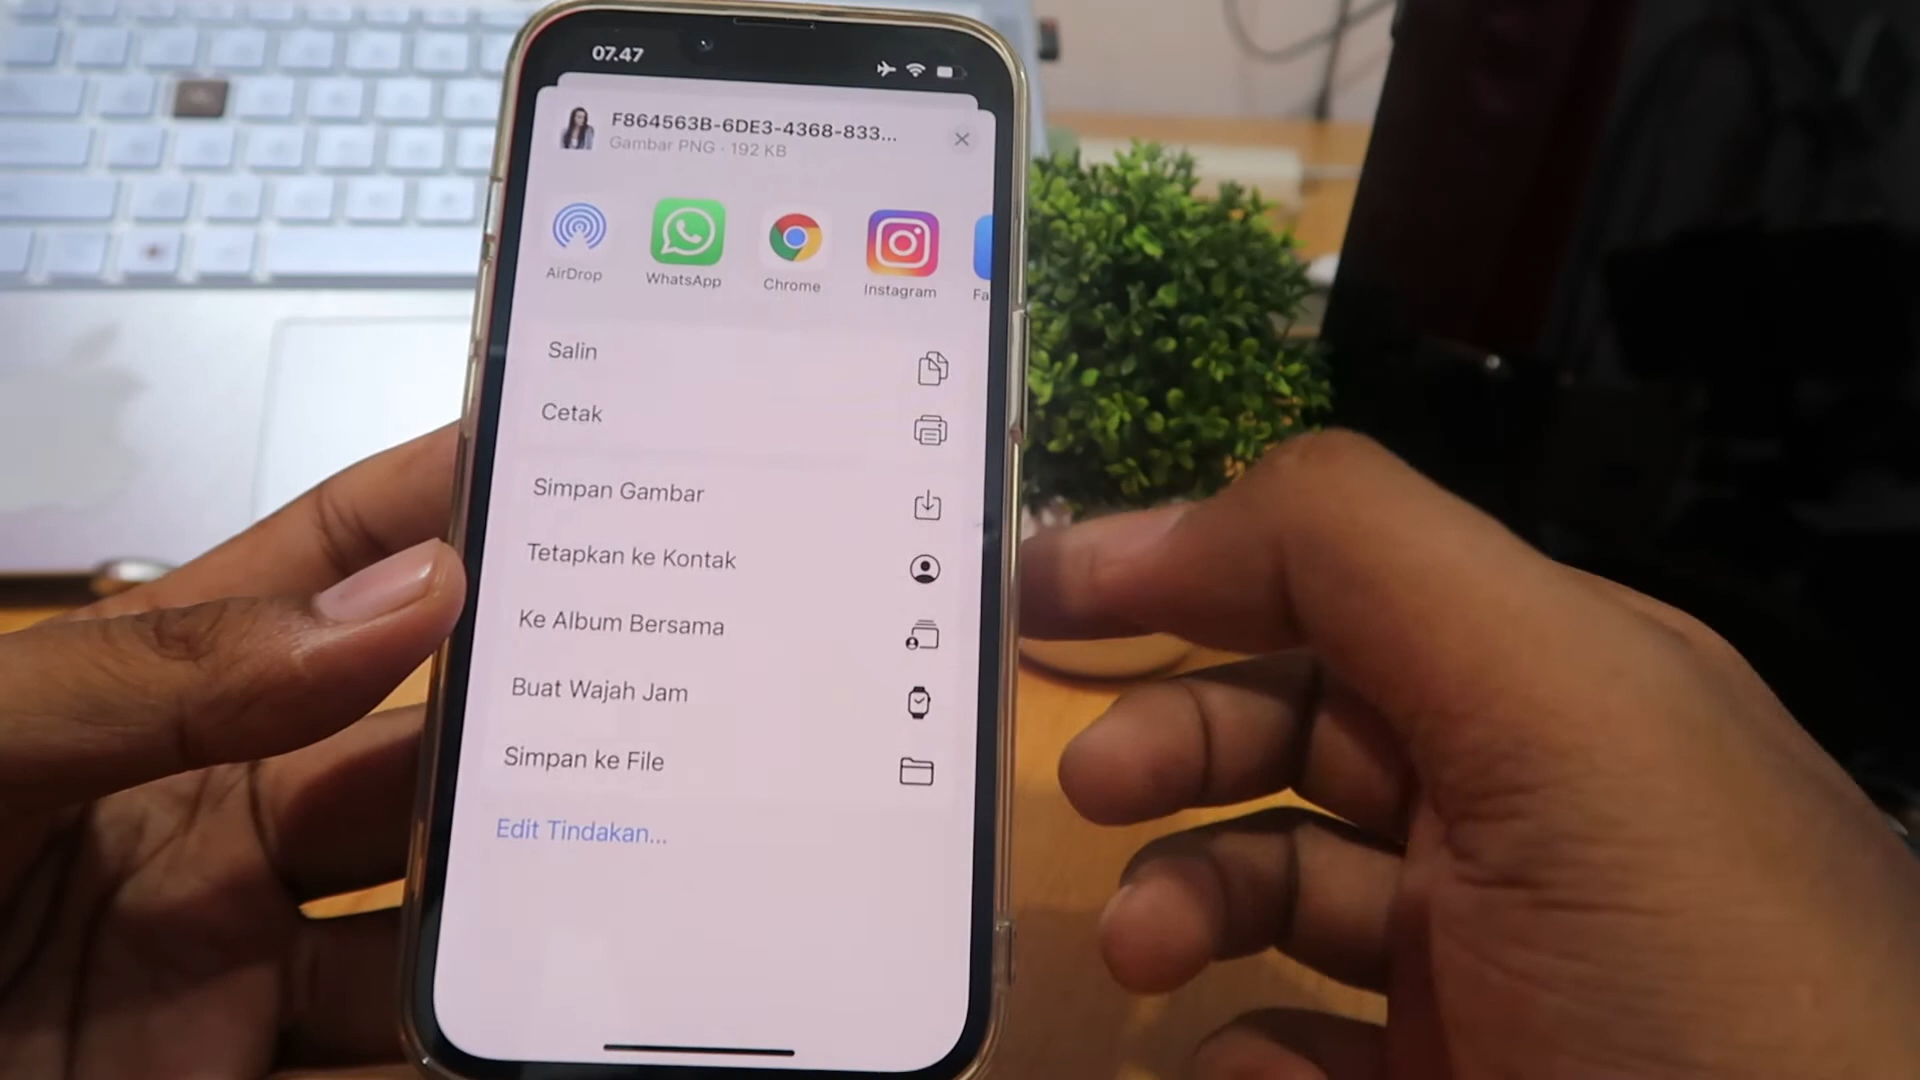 07.47
F864563B-6DE3-4368-833...
Gambar PNG · 192 KB
AirDrop
WhatsApp
Chrome
Instagram
Fa
Salin
Cetak
Simpan Gambar
Tetapkan ke Kontak
Ke Album Bersama
Buat Wajah Jam
Simpan ke File
Edit Tindakan...